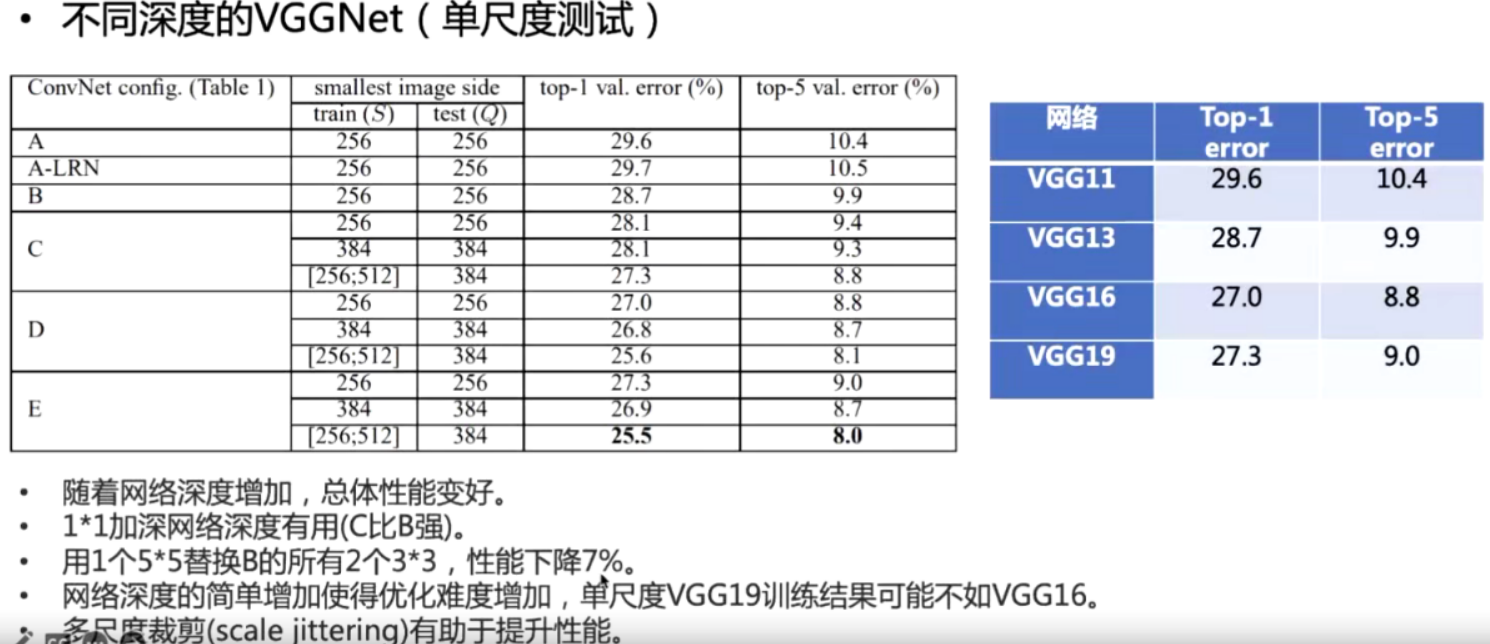 • 不同深度的VGGNet（单尺度测试）
ConvNet config. (Table 1) smallest image side top-1 val. error (%) top-5 val. error (%)
train (S) test (Q)
A 256 256 29.6 10.4
A-LRN 256 256 29.7 10.5
B 256 256 28.7 9.9
C 256 256 28.1 9.4
384 384 28.1 9.3
[256;512] 384 27.3 8.8
D 256 256 27.0 8.8
384 384 26.8 8.7
[256;512] 384 25.6 8.1
E 256 256 27.3 9.0
384 384 26.9 8.7
[256;512] 384 25.5 8.0
网络 Top-1 error Top-5 error
VGG11 29.6 10.4
VGG13 28.7 9.9
VGG16 27.0 8.8
VGG19 27.3 9.0
• 随着网络深度增加，总体性能变好。
• 1*1加深网络深度有用(C比B强)。
• 用1个5*5替换B的所有2个3*3，性能下降7%。
• 网络深度的简单增加使得优化难度增加，单尺度VGG19训练结果可能不如VGG16。
• 多尺度裁剪(scale jittering)有助于提升性能。